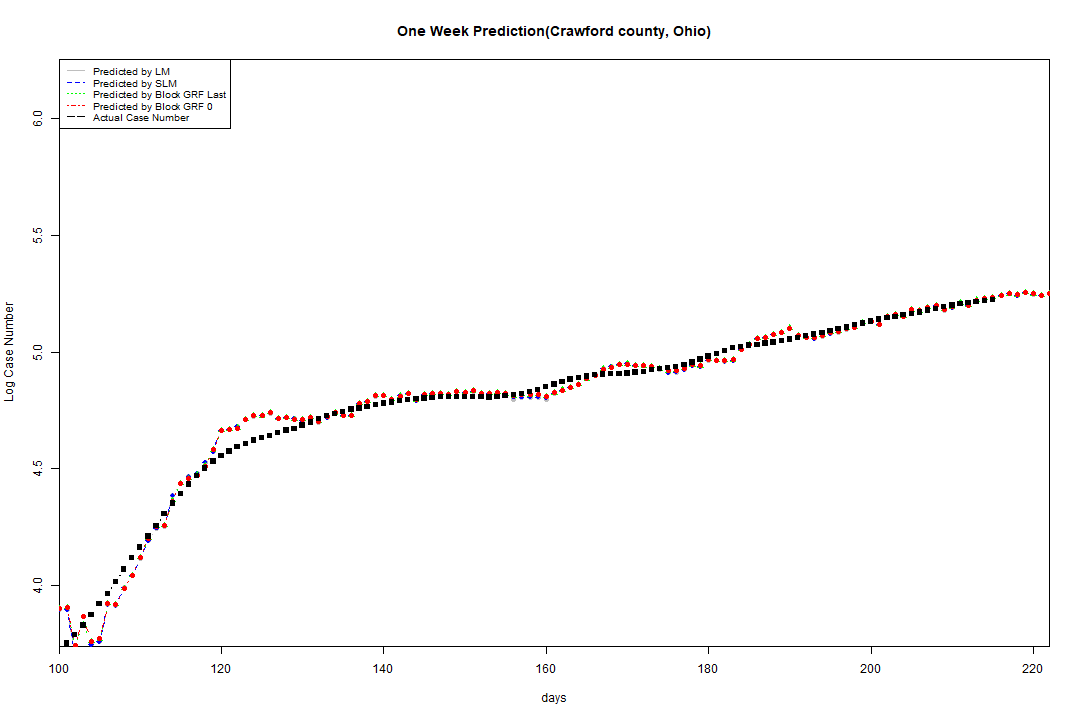 One Week Prediction(Crawford county, Ohio)
Predicted by LM
Predicted by SLM
Predicted by Block GRF Last
Predicted by Block GRF 0
Actual Case Number
6.0
5.5
5.0
4.5
4.0
Log Case Number
100 120 140 160 180 200 220
days